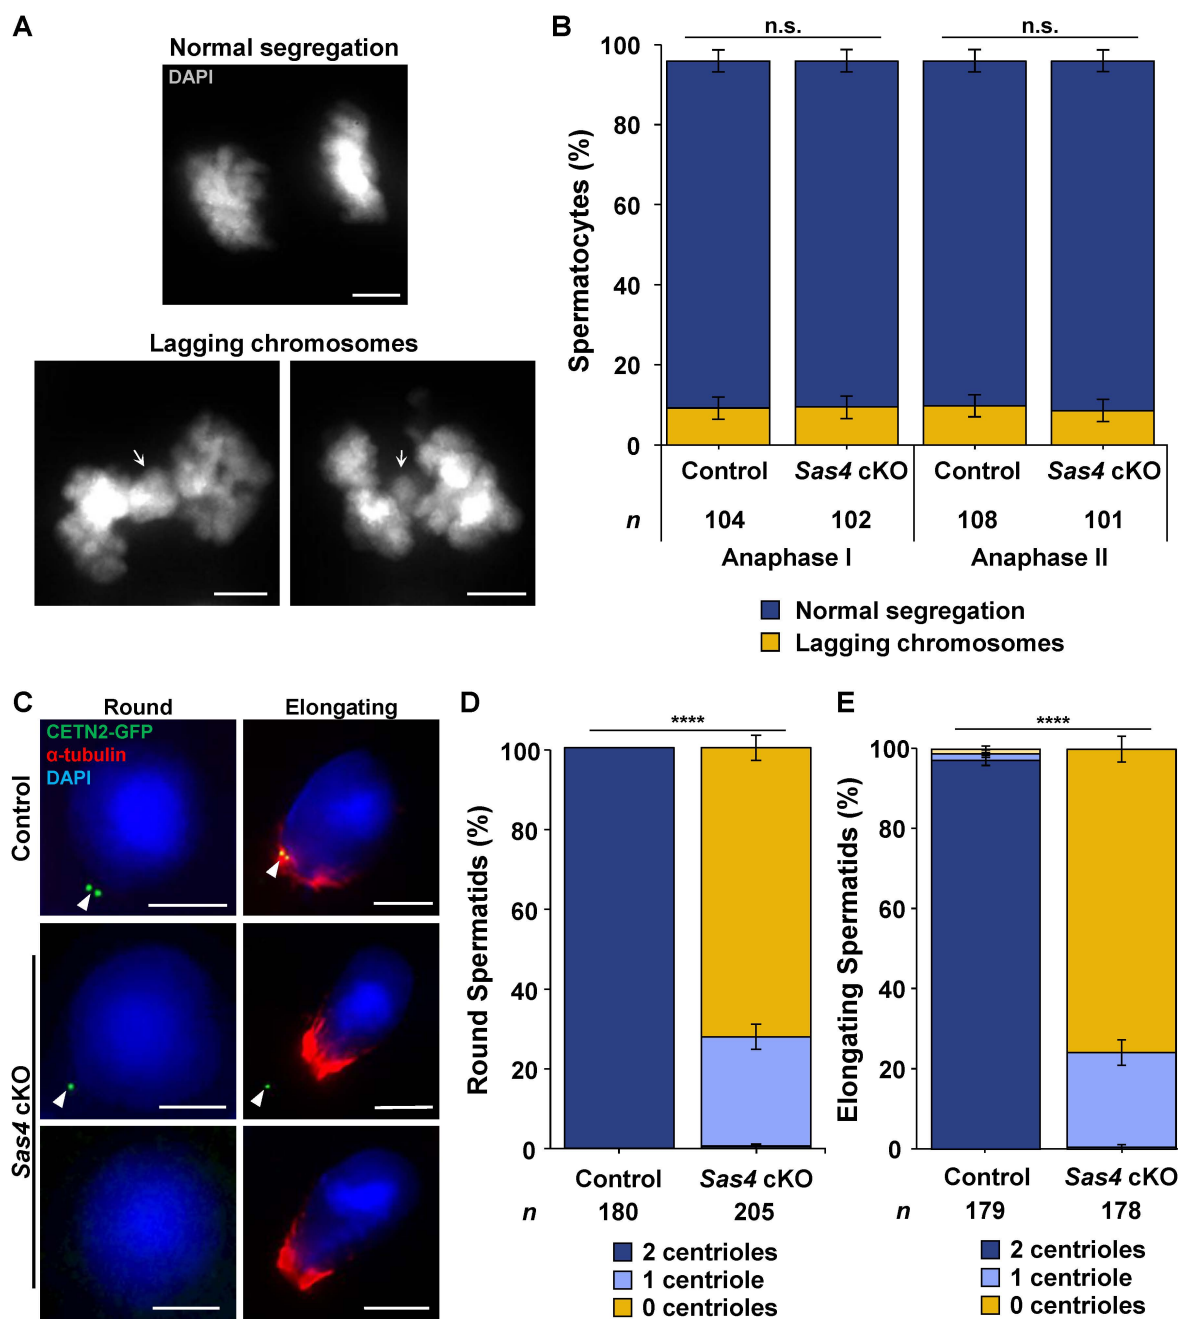 A
Normal segregation
DAPI
Lagging chromosomes
B
n.s. n.s.
Spermatocytes (%)
100
80
60
40
20
0
Control Sas4 cKO Control Sas4 cKO
n 104 102 108 101
Anaphase I Anaphase II
Normal segregation
Lagging chromosomes
C
Round Elongating
CETN2-GFP
α-tubulin
DAPI
Control
Sas4 cKO
D
****
Round Spermatids (%)
100
80
60
40
20
0
Control Sas4 cKO
n 180 205
2 centrioles
1 centriole
0 centrioles
E
****
Elongating Spermatids (%)
100
80
60
40
20
0
Control Sas4 cKO
n 179 178
2 centrioles
1 centriole
0 centrioles